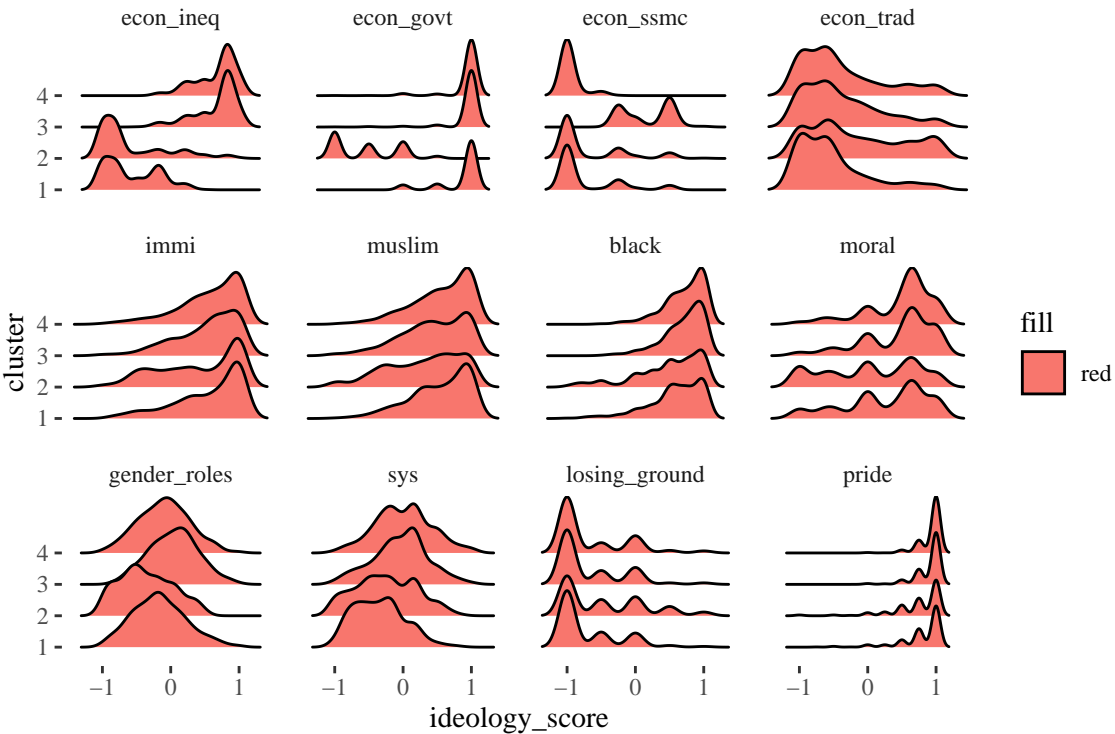 econ_ineq econ_govt econ_ssmc econ_trad
4
3
2
1
immi muslim black moral
4
3
2
1
cluster
fill
red
gender_roles sys losing_ground pride
4
3
2
1
−1 0 1 −1 0 1 −1 0 1 −1 0 1
ideology_score